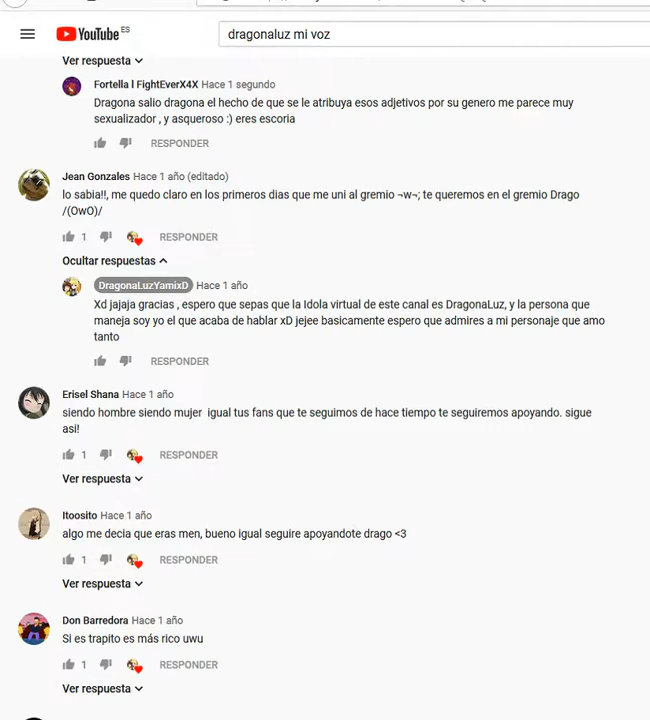 YouTube ES
dragonaluz mi voz
Ver respuesta
Fortella l FightEverX4X Hace 1 segundo
Dragona salio dragona el hecho de que se le atribuya esos adjetivos por su genero me parece muy
sexualizador , y asqueroso :) eres escoria
RESPONDER
Jean Gonzales Hace 1 año (editado)
lo sabia!!, me quedo claro en los primeros dias que me uni al gremio ¬w¬; te queremos en el gremio Drago
/(OwO)/
1 RESPONDER
Ocultar respuestas
DragonaLuzYamixD Hace 1 año
Xd jajaja gracias , espero que sepas que la Idola virtual de este canal es DragonaLuz, y la persona que
maneja soy yo el que acaba de hablar xD jejee basicamente espero que admires a mi personaje que amo
tanto
RESPONDER
Erisel Shana Hace 1 año
siendo hombre siendo mujer igual tus fans que te seguimos de hace tiempo te seguiremos apoyando. sigue
asi!
1 RESPONDER
Ver respuesta
Itoosito Hace 1 año
algo me decia que eras men, bueno igual seguire apoyandote drago <3
1 RESPONDER
Ver respuesta
Don Barredora Hace 1 año
Si es trapito es más rico uwu
1 RESPONDER
Ver respuesta